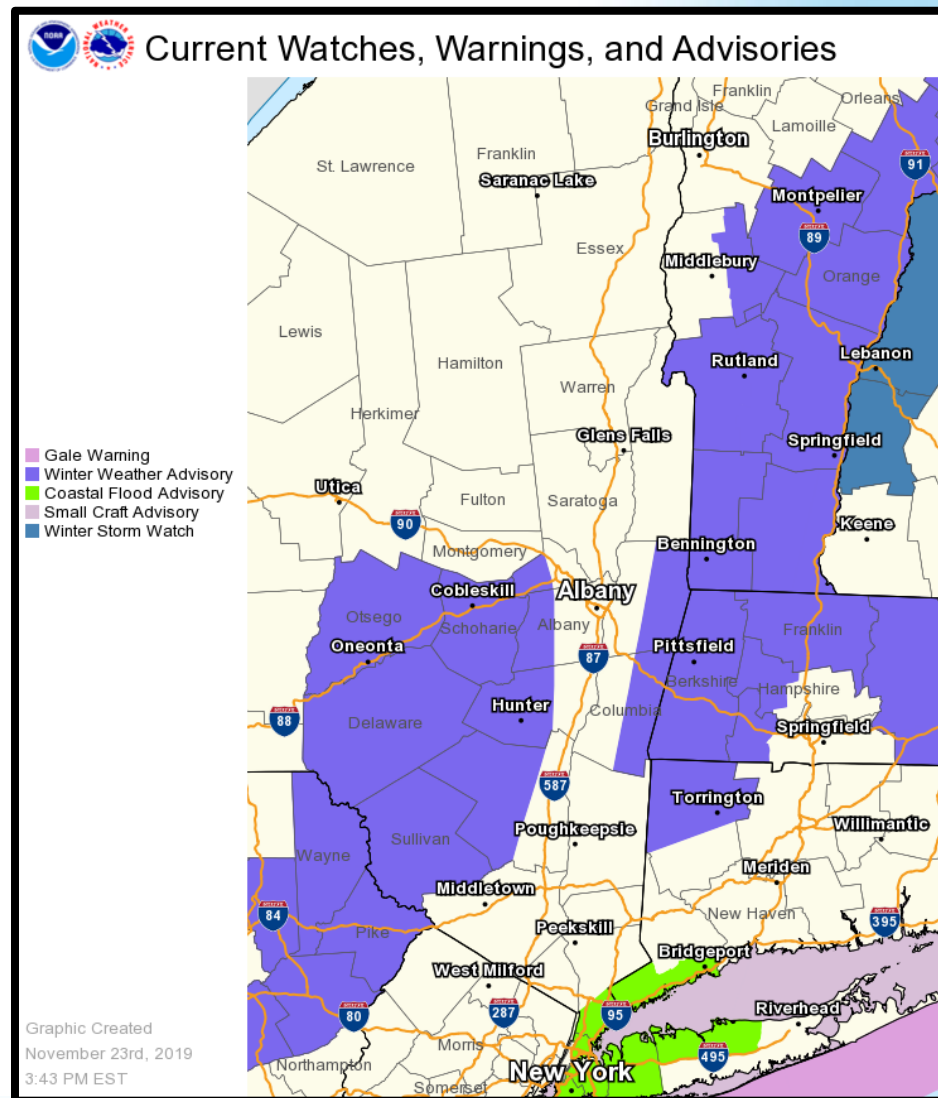 Current Watches, Warnings, and Advisories
NOAA
Franklin
Grand Isle
Orleans
Lamoille
Burlington
St. Lawrence
Franklin
Saranac Lake
91
Montpelier
89
Essex
Middlebury
Orange
Lewis
Hamilton
Rutland
Lebanon
Warren
Herkimer
Glens Falls
Springfield
Gale Warning
Winter Weather Advisory
Coastal Flood Advisory
Small Craft Advisory
Winter Storm Watch
Utica
Fulton
Saratoga
90
Keene
Montgomery
Bennington
Cobleskill
Albany
Otsego
Schoharie
Albany
Franklin
Oneonta
87
Pittsfield
Berkshire
Hampshire
Hunter
Columbia
88
Delaware
Springfield
587
Torrington
Poughkeepsie
Willimantic
Sullivan
Wayne
Meriden
Middletown
84
New Haven
395
Pike
Peekskill
Bridgeport
West Milford
Riverhead
80
287
95
Graphic Created
November 23rd, 2019
3:43 PM EST
Morris
495
Northampton
New York
Somerset